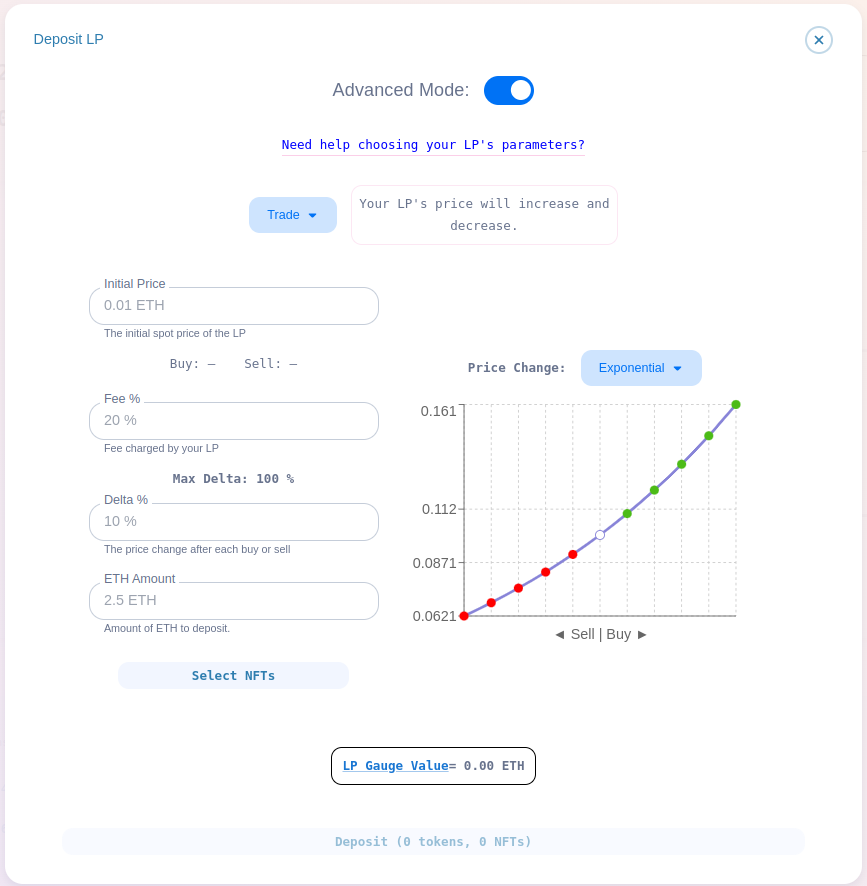 Deposit LP
Advanced Mode:
Need help choosing your LP's parameters?
Trade
Your LP's price will increase and
decrease.
Initial Price
0.01 ETH
The initial spot price of the LP
Buy: — Sell: —
Fee %
20 %
Fee charged by your LP
Max Delta: 100 %
Delta %
10 %
The price change after each buy or sell
ETH Amount
2.5 ETH
Amount of ETH to deposit.
Select NFTs
Price Change:
Exponential
0.161
0.112
0.0871
0.0621
◄ Sell | Buy ►
LP Gauge Value= 0.00 ETH
Deposit (0 tokens, 0 NFTs)